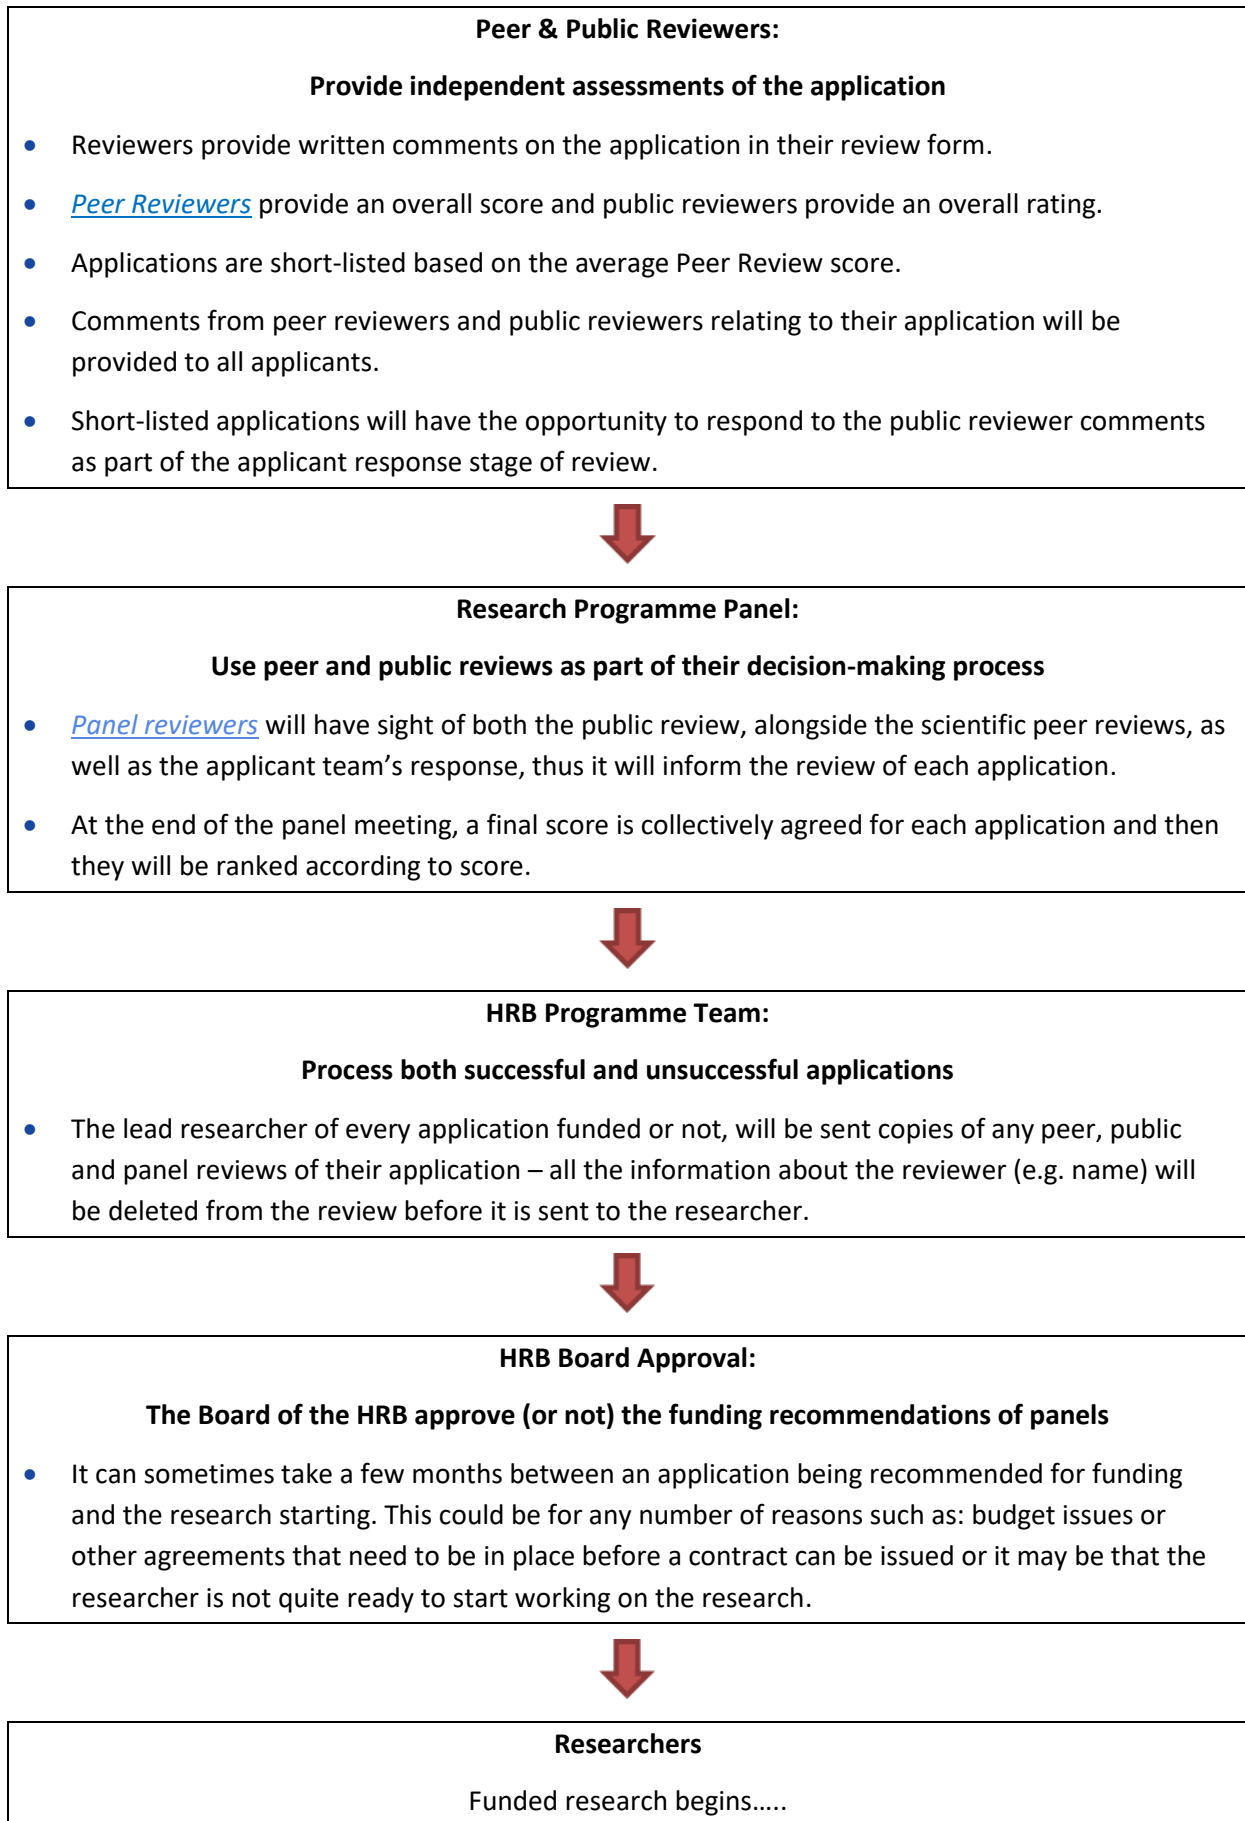 Peer & Public Reviewers:
Provide independent assessments of the application
• Reviewers provide written comments on the application in their review form.
• Peer Reviewers provide an overall score and public reviewers provide an overall rating.
• Applications are short-listed based on the average Peer Review score.
• Comments from peer reviewers and public reviewers relating to their application will be
provided to all applicants.
• Short-listed applications will have the opportunity to respond to the public reviewer comments
as part of the applicant response stage of review.
Research Programme Panel:
Use peer and public reviews as part of their decision-making process
• Panel reviewers will have sight of both the public review, alongside the scientific peer reviews, as
well as the applicant team’s response, thus it will inform the review of each application.
• At the end of the panel meeting, a final score is collectively agreed for each application and then
they will be ranked according to score.
HRB Programme Team:
Process both successful and unsuccessful applications
• The lead researcher of every application funded or not, will be sent copies of any peer, public
and panel reviews of their application – all the information about the reviewer (e.g. name) will
be deleted from the review before it is sent to the researcher.
HRB Board Approval:
The Board of the HRB approve (or not) the funding recommendations of panels
• It can sometimes take a few months between an application being recommended for funding
and the research starting. This could be for any number of reasons such as: budget issues or
other agreements that need to be in place before a contract can be issued or it may be that the
researcher is not quite ready to start working on the research.
Researchers
Funded research begins…..